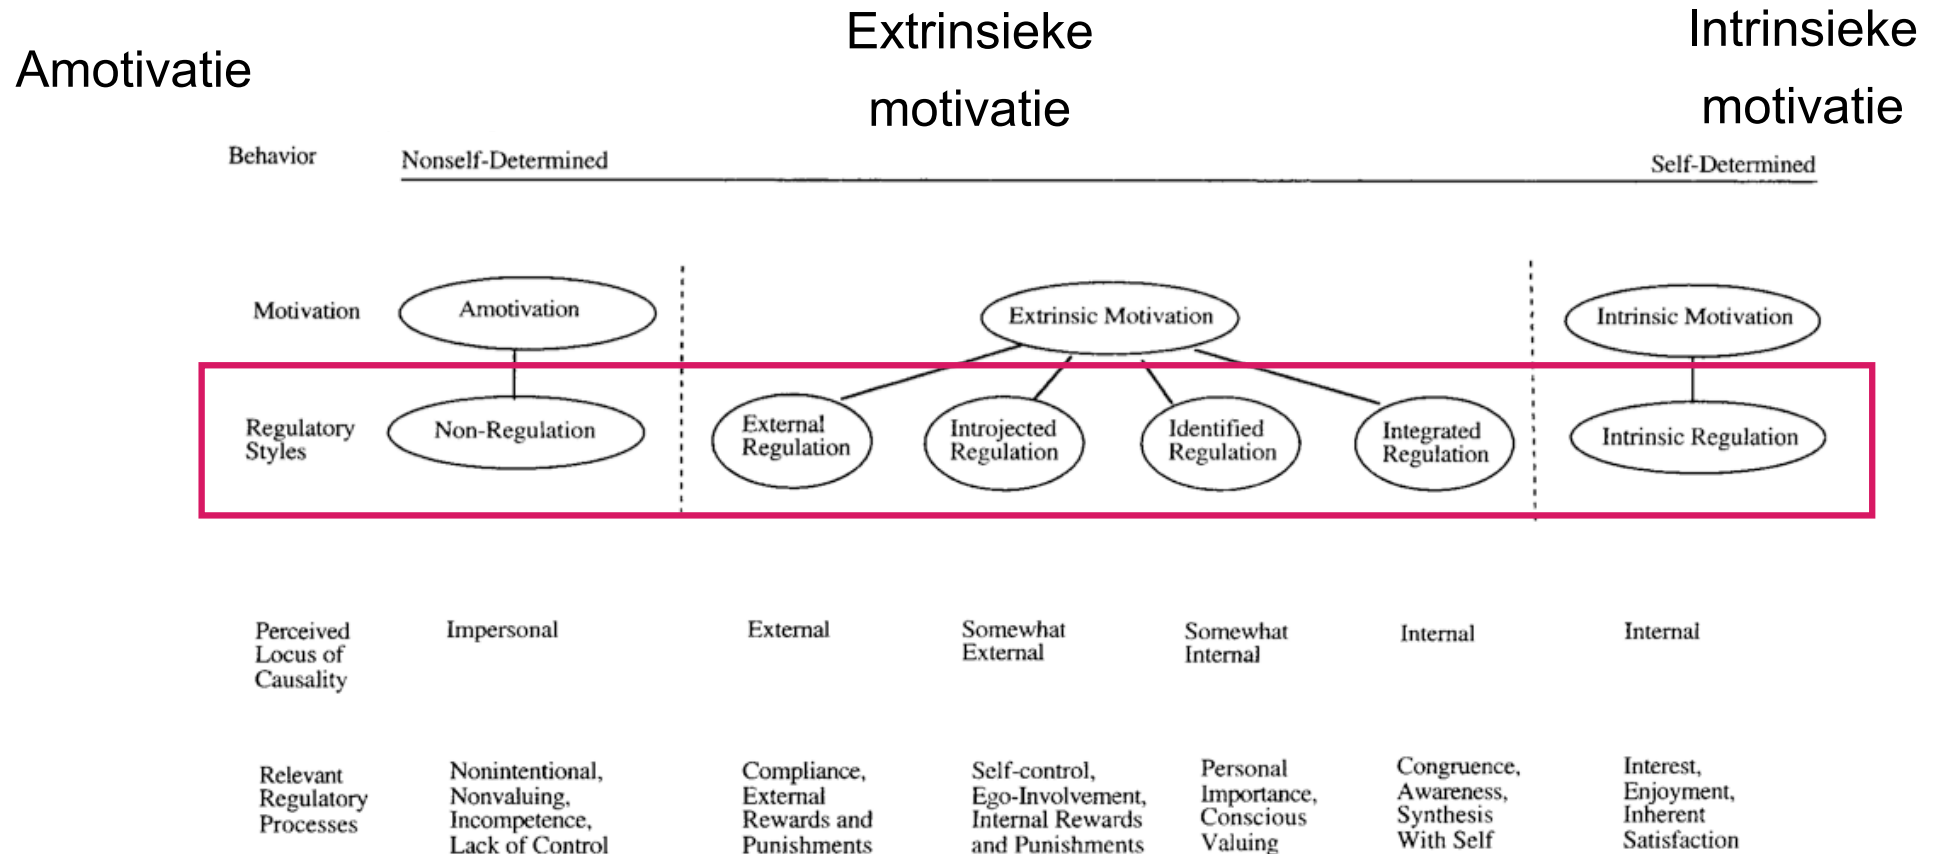 Amotivatie
Extrinsieke
motivatie
Intrinsieke
motivatie
Behavior
Nonself-Determined
Self-Determined
Motivation
Amotivation
Extrinsic Motivation
Intrinsic Motivation
Regulatory
Styles
Non-Regulation
External
Regulation
Introjected
Regulation
Identified
Regulation
Integrated
Regulation
Intrinsic Regulation
Perceived
Locus of
Causality
Impersonal
External
Somewhat
External
Somewhat
Internal
Internal
Internal
Relevant
Regulatory
Processes
Nonintentional,
Nonvaluing,
Incompetence,
Lack of Control
Compliance,
External
Rewards and
Punishments
Self-control,
Ego-Involvement,
Internal Rewards
and Punishments
Personal
Importance,
Conscious
Valuing
Congruence,
Awareness,
Synthesis
With Self
Interest,
Enjoyment,
Inherent
Satisfaction